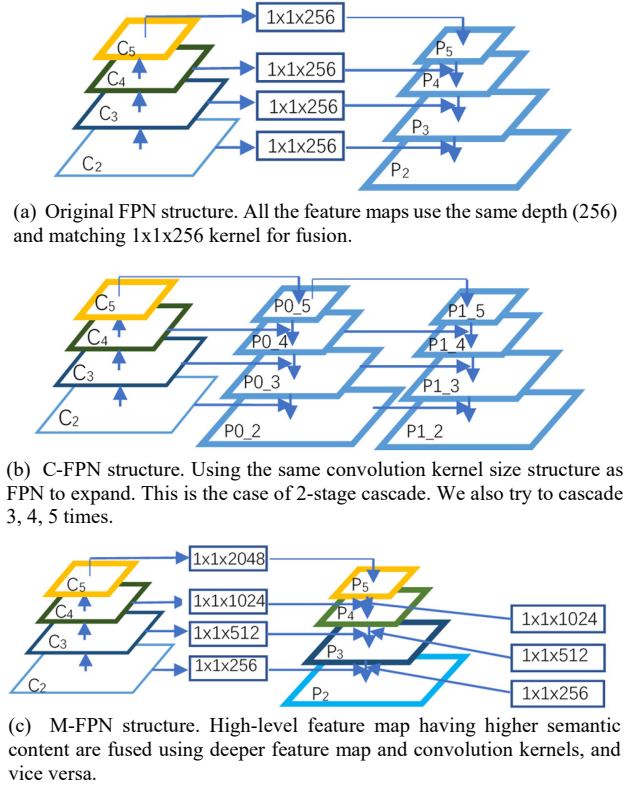 C5
1x1x256
P5
C4
1x1x256
P4
C3
1x1x256
P3
C2
1x1x256
P2
(a) Original FPN structure. All the feature maps use the same depth (256)
and matching 1x1x256 kernel for fusion.
C5
P0_5
P1_5
C4
P0_4
P1_4
C3
P0_3
P1_3
C2
P0_2
P1_2
(b) C-FPN structure. Using the same convolution kernel size structure as
FPN to expand. This is the case of 2-stage cascade. We also try to cascade
3, 4, 5 times.
C5
1x1x2048
P5
C4
1x1x1024
P4
1x1x1024
C3
1x1x512
P3
1x1x512
C2
1x1x256
P2
1x1x256
(c) M-FPN structure. High-level feature map having higher semantic
content are fused using deeper feature map and convolution kernels, and
vice versa.